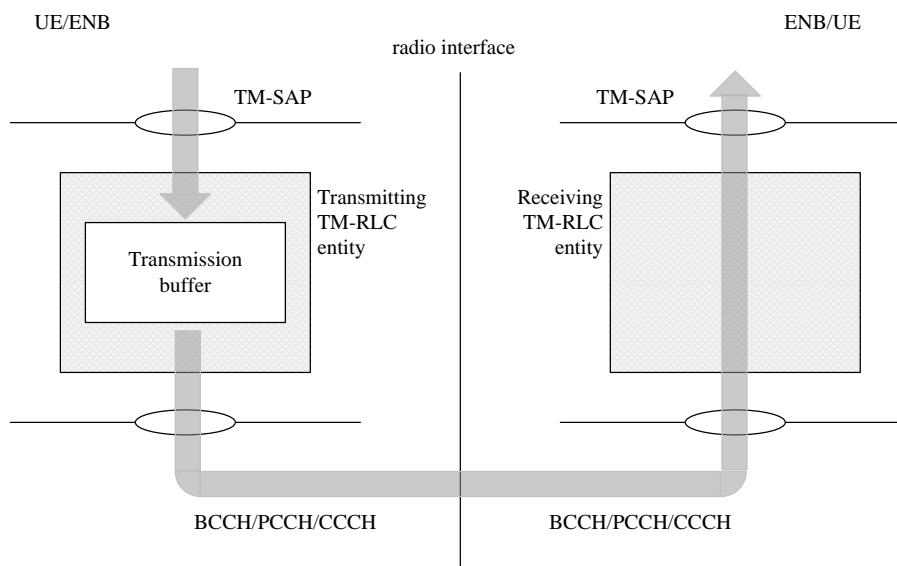 UE/ENB
ENB/UE
radio interface
TM-SAP
TM-SAP
Transmitting
TM-RLC
entity
Receiving
TM-RLC
entity
Transmission
buffer
BCCH/PCCH/CCCH
BCCH/PCCH/CCCH